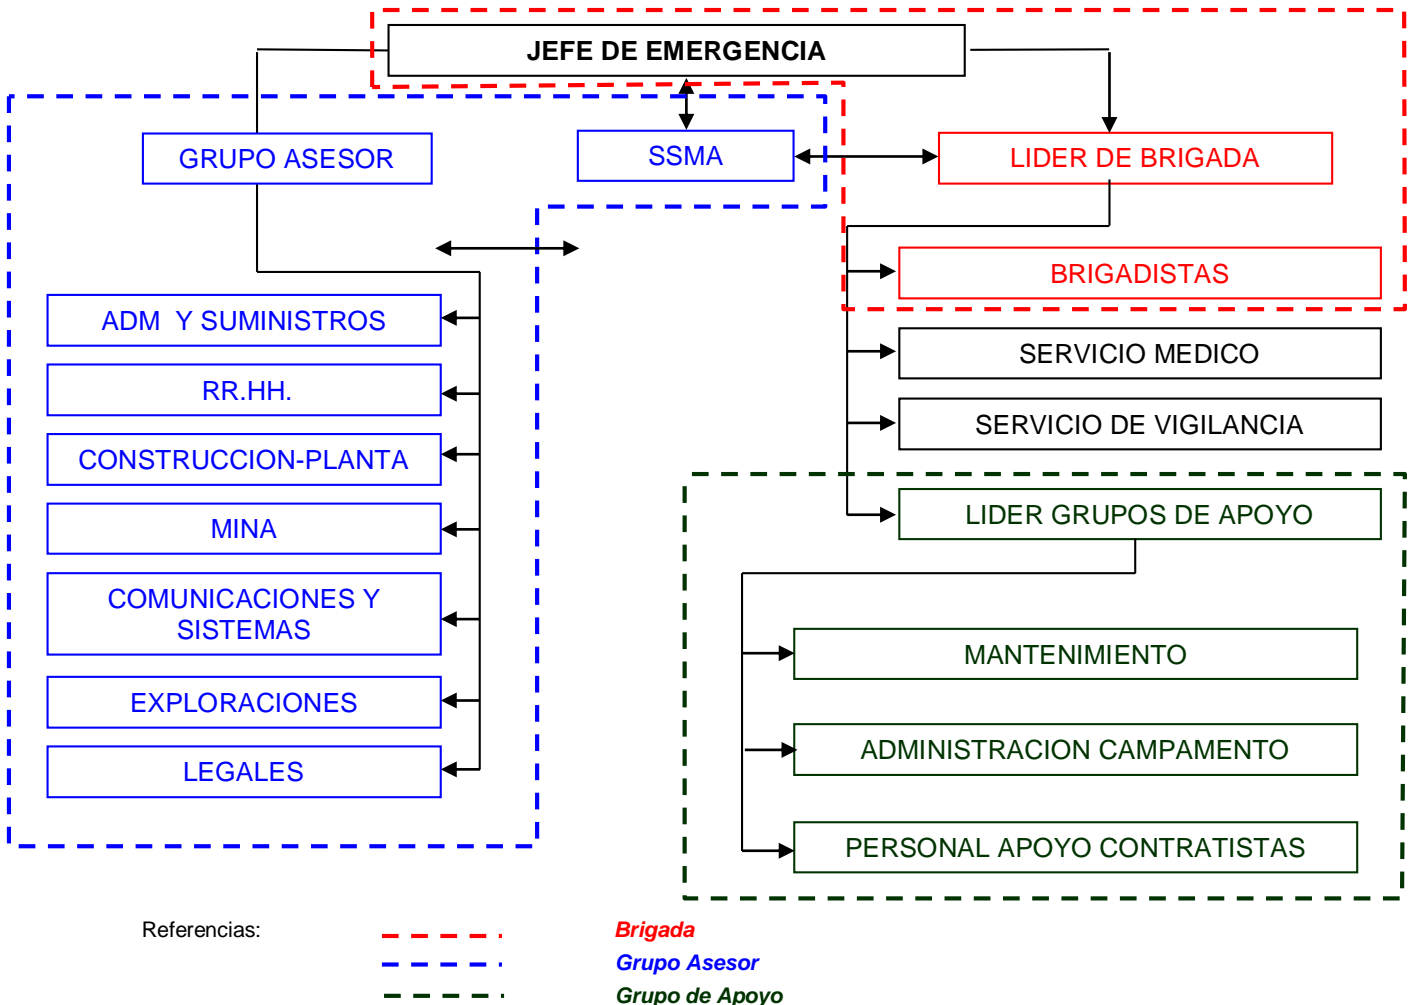 JEFE DE EMERGENCIA
GRUPO ASESOR
SSMA
LIDER DE BRIGADA
BRIGADISTAS
ADM Y SUMINISTROS
SERVICIO MEDICO
RR.HH.
SERVICIO DE VIGILANCIA
CONSTRUCCION-PLANTA
LIDER GRUPOS DE APOYO
MINA
COMUNICACIONES Y
SISTEMAS
MANTENIMIENTO
EXPLORACIONES
ADMINISTRACION CAMPAMENTO
LEGALES
PERSONAL APOYO CONTRATISTAS
Referencias:
Brigada
Grupo Asesor
Grupo de Apoyo